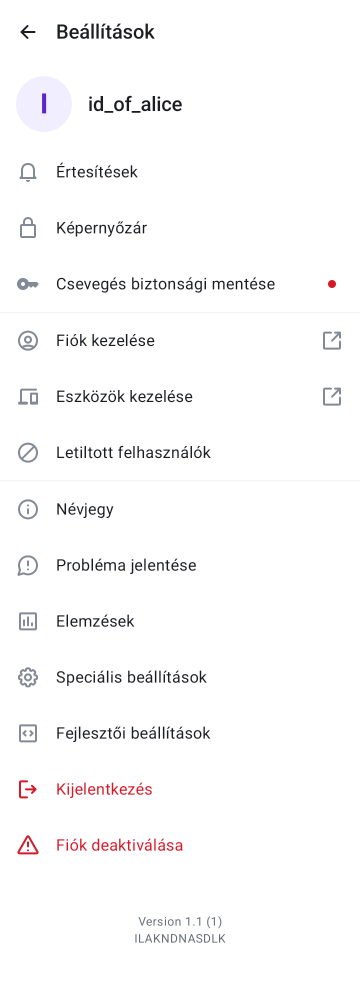 Beállítások
I
id_of_alice
Értesítések
Képernyőzár
Csevegés biztonsági mentése
Fiók kezelése
Eszközök kezelése
Letiltott felhasználók
Névjegy
Probléma jelentése
Elemzések
Speciális beállítások
Fejlesztői beállítások
Kijelentkezés
Fiók deaktiválása
Version 1.1 (1)
ILAKNDNASDLK